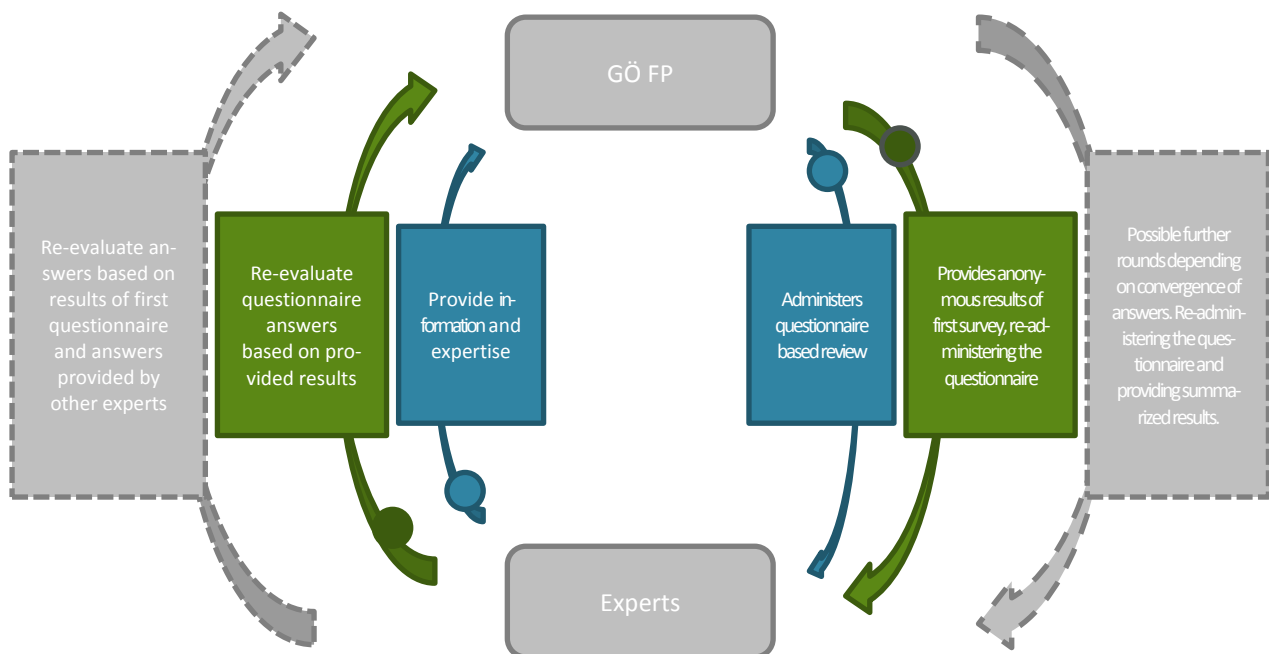 GÖ FP
Re-evaluate an-
swers based on
results of first
questionnaire
and answers
provided by
other experts
Re-evaluate
questionnaire
answers
based on pro-
vided results
Provide in-
formation and
expertise
Administers
questionnaire
based review
Provides anony-
mous results of
first survey, re-ad-
ministering the
questionnaire
Possible further
rounds depending
on convergence of
answers. Re-admin-
istering the ques-
tionnaire and
providing summa-
rized results.
Experts